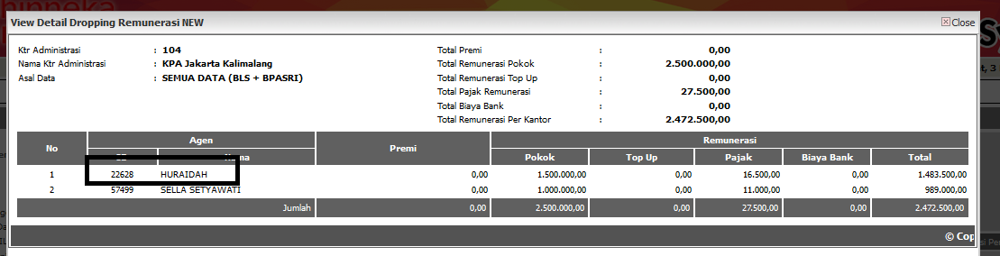 View Detail Dropping Remunerasi NEW
Close
Ktr Administrasi : 104
Nama Ktr Administrasi : KPA Jakarta Kalimalang
Asal Data : SEMUA DATA (BLS + BPASRI)
Total Premi : 0,00
Total Remunerasi Pokok : 2.500.000,00
Total Remunerasi Top Up : 0,00
Total Pajak Remunerasi : 27.500,00
Total Biaya Bank : 0,00
Total Remunerasi Per Kantor : 2.472.500,00
No Agen Premi Remunerasi
Pokok Top Up Pajak Biaya Bank Total
1 22628 HURAIDAH 0,00 1.500.000,00 0,00 16.500,00 0,00 1.483.500,00
2 57499 SELLA SETYAWATI 0,00 1.000.000,00 0,00 11.000,00 0,00 989.000,00
Jumlah 0,00 2.500.000,00 0,00 27.500,00 0,00 2.472.500,00
© Cop